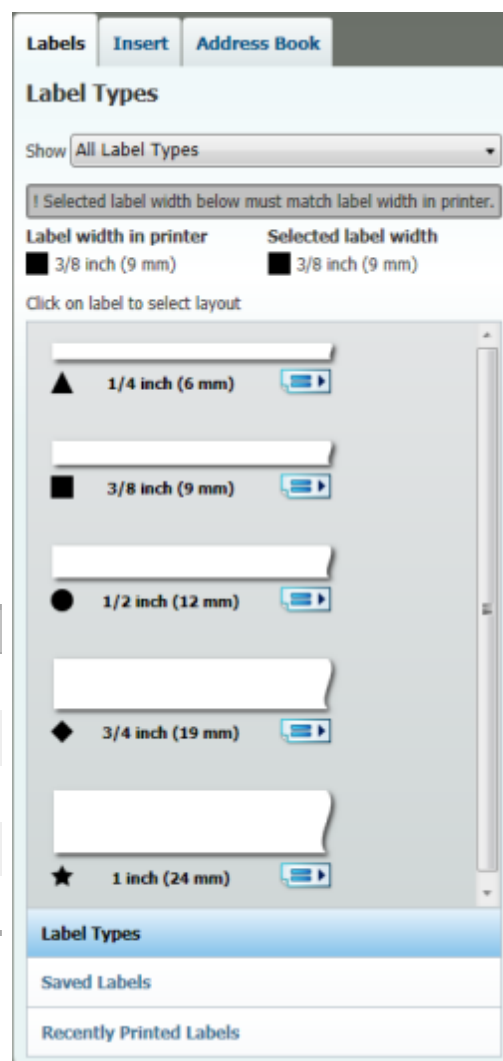 Labels Insert Address Book
Label Types
Show All Label Types
! Selected label width below must match label width in printer.
Label width in printer Selected label width
3/8 inch (9 mm) 3/8 inch (9 mm)
Click on label to select layout
1/4 inch (6 mm)
3/8 inch (9 mm)
1/2 inch (12 mm)
3/4 inch (19 mm)
1 inch (24 mm)
Label Types
Saved Labels
Recently Printed Labels